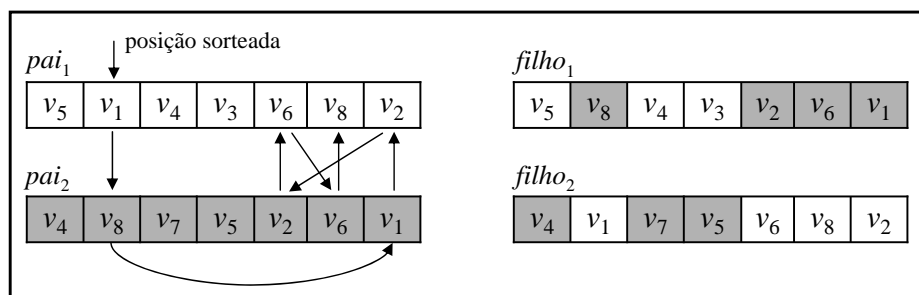 posição sorteada
pai1 filho1
v5 v1 v4 v3 v6 v8 v2 v5 v8 v4 v3 v2 v6 v1
pai2 filho2
v4 v8 v7 v5 v2 v6 v1 v4 v1 v7 v5 v6 v8 v2